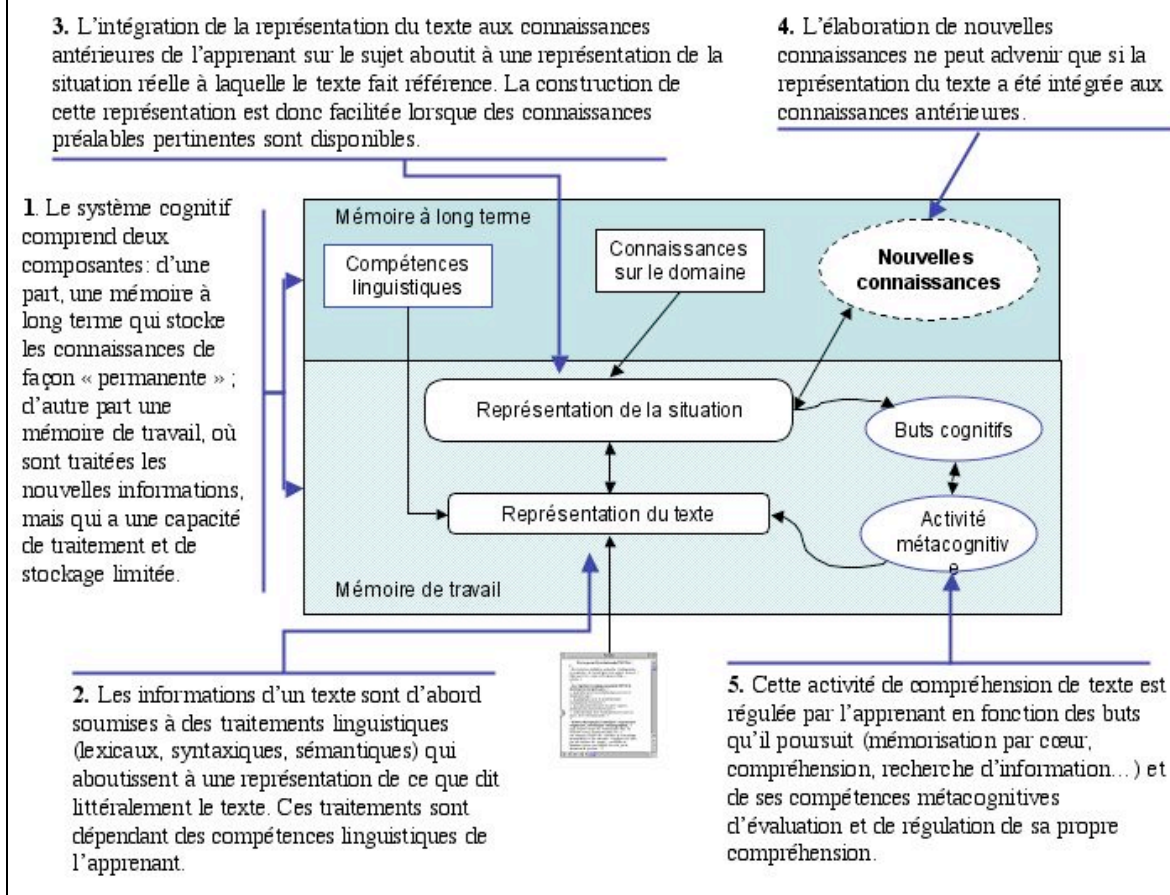 3. L'intégration de la représentation du texte aux connaissances
antérieures de l'apprenant sur le sujet aboutit à une représentation de la
situation réelle à laquelle le texte fait référence. La construction de
cette représentation est donc facilitée lorsque des connaissances
préalables pertinentes sont disponibles.
4. L'élaboration de nouvelles
connaissances ne peut advenir que si la
représentation du texte a été intégrée aux
connaissances antérieures.
1. Le système cognitif
comprend deux
composantes: d'une
part, une mémoire à
long terme qui stocke
les connaissances de
façon « permanente » ;
d'autre part une
mémoire de travail, où
sont traitées les
nouvelles informations,
mais qui a une capacité
de traitement et de
stockage limitée.
Mémoire à long terme
Compétences
linguistiques
Connaissances
sur le domaine
Nouvelles
connaissances
Représentation de la situation
Buts cognitifs
Représentation du texte
Activité
métacognitiv
e
Mémoire de travail
2. Les informations d'un texte sont d'abord
soumises à des traitements linguistiques
(lexicaux, syntaxiques, sémantiques) qui
aboutissent à une représentation de ce que dit
littéralement le texte. Ces traitements sont
dépendant des compétences linguistiques de
l'apprenant.
5. Cette activité de compréhension de texte est
régulée par l'apprenant en fonction des buts
qu'il poursuit (mémorisation par cœur,
compréhension, recherche d'information...) et
de ses compétences métacognitives
d'évaluation et de régulation de sa propre
compréhension.